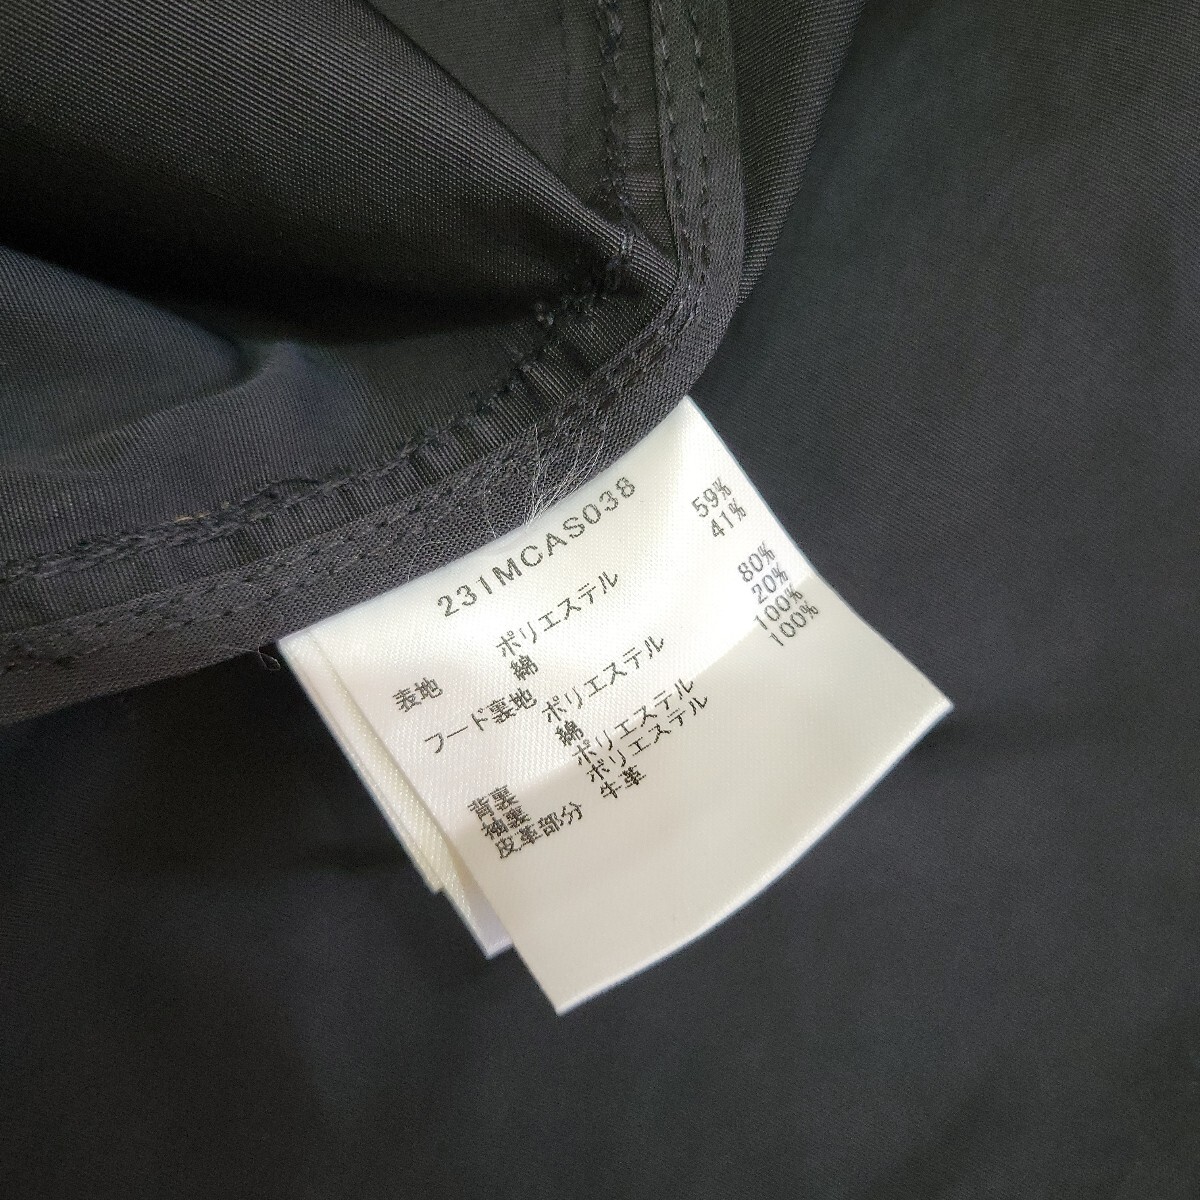 231MCAS038
表地 ポリエステル 59%
綿 41%
フード裏地 ポリエステル 80%
綿 20%
背裏 ポリエステル 100%
袖裏 ポリエステル 100%
皮革部分 牛革